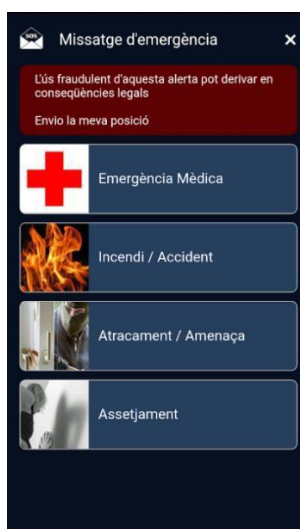 SOS
Missatge d'emergència
L'ús fraudulent d'aquesta alerta pot derivar en
conseqüències legals
Envio la meva posició
Emergència Mèdica
Incendi / Accident
Atracament / Amenaça
Assetjament